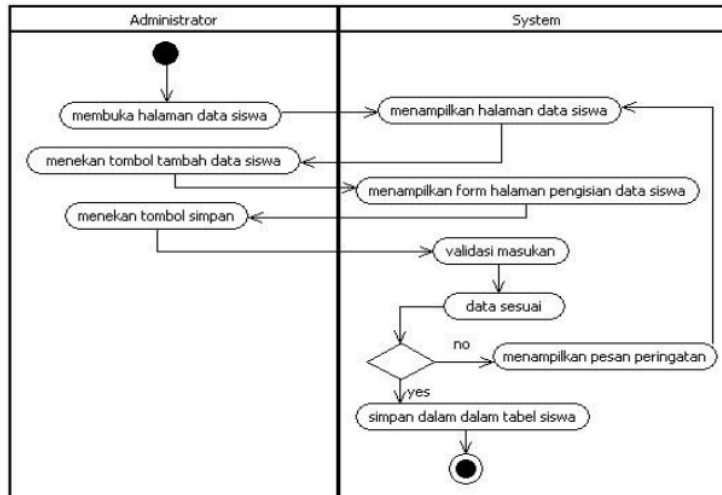 Administrator
System
membuka halaman data siswa
menampilkan halaman data siswa
menekan tombol tambah data siswa
menampilkan form halaman pengisian data siswa
menekan tombol simpan
validasi masukan
data sesuai
no
menampilkan pesan peringatan
yes
simpan dalam dalam tabel siswa